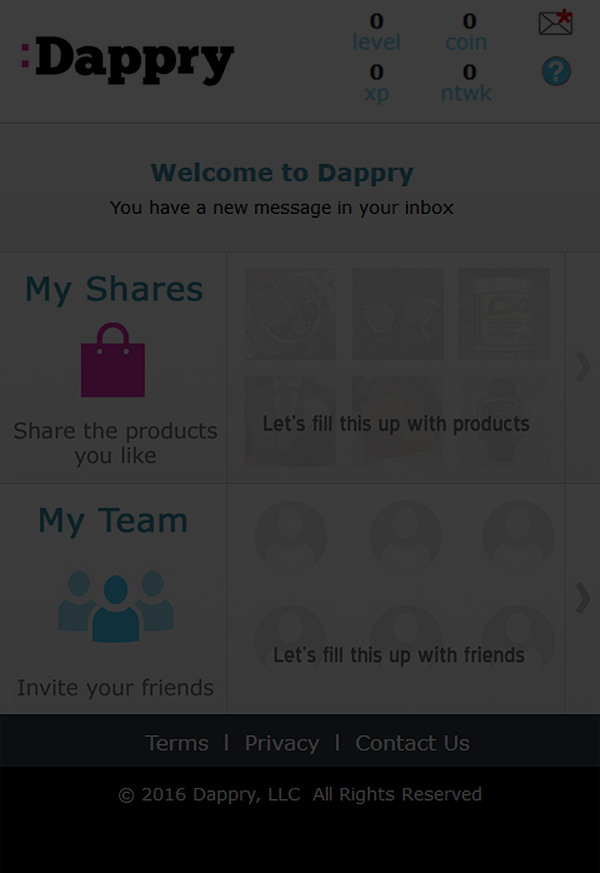 :Dappry
0 0
level coin
0 0
xp ntwk
Welcome to Dappry
You have a new message in your inbox
My Shares
Share the products
you like
Let's fill this up with products
My Team
Invite your friends
Let's fill this up with friends
Terms | Privacy | Contact Us
© 2016 Dappry, LLC All Rights Reserved